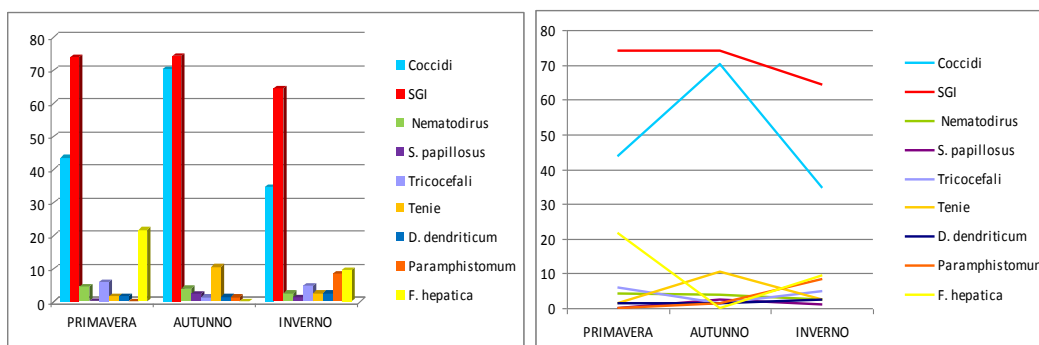 80
70
60
50
40
30
20
10
0
PRIMAVERA AUTUNNO INVERNO
Coccidi
SGI
Nematodirus
S. papillosus
Tricocefali
Tenie
D. dendriticum
Paramphistomum
F. hepatica
80
70
60
50
40
30
20
10
0
PRIMAVERA AUTUNNO INVERNO
Coccidi
SGI
Nematodirus
S. papillosus
Tricocefali
Tenie
D. dendriticum
Paramphistomum
F. hepatica